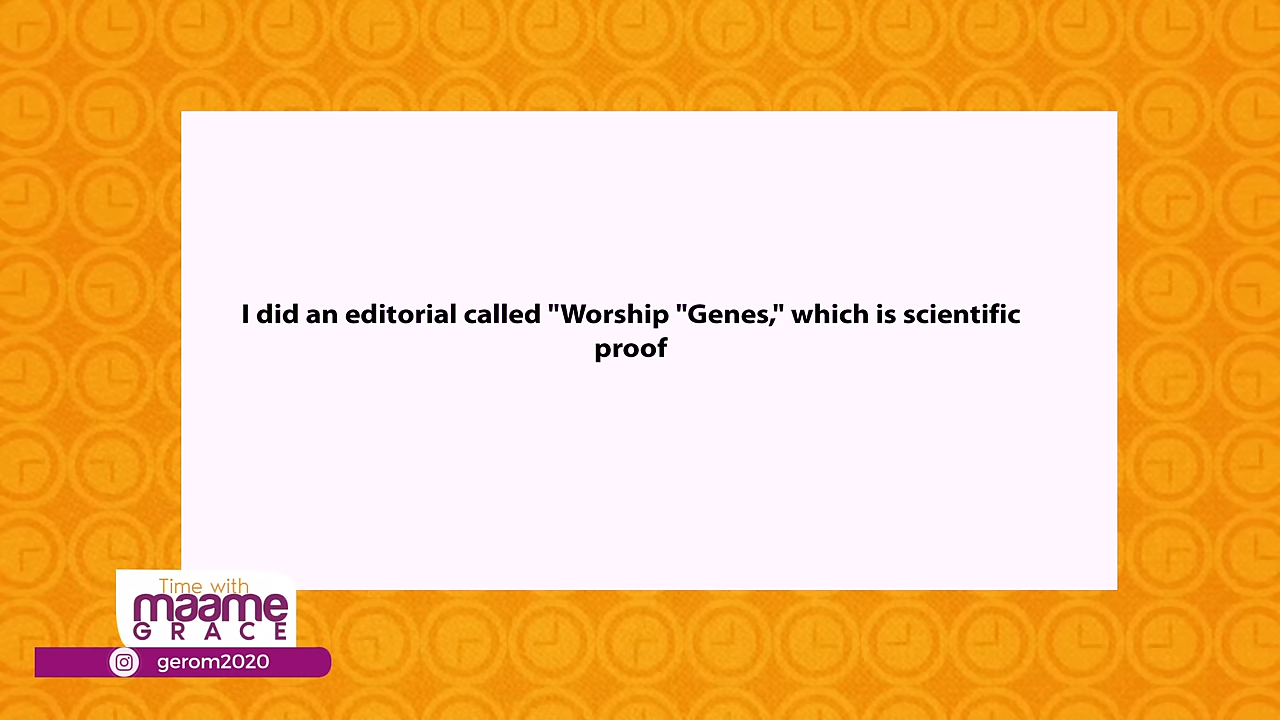 I did an editorial called "Worship "Genes," which is scientific
proof
Time with
maame
GRACE
gerom2020